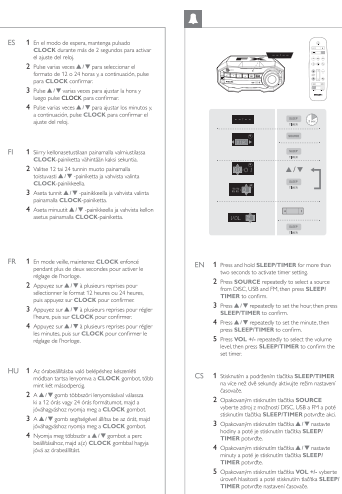 ES 1 En el modo de espera, mantenga pulsado
CLOCK durante más de 2 segundos para activar
el ajuste del reloj.
2 Pulse varias veces ▲/▼ para seleccionar el
formato de 12 o 24 horas y, a continuación, pulse
CLOCK para confirmar.
3 Pulse ▲/▼ varias veces para ajustar la hora y
luego pulse CLOCK para confirmar.
4 Pulse varias veces ▲/▼ para ajustar los minutos y,
a continuación, pulse CLOCK para confirmar el
ajuste del reloj.
FI 1 Siirry kellonasetustilaan painamalla valmiustilassa
CLOCK-painiketta vähintään kaksi sekuntia.
2 Valitse 12 tai 24 tunnin muoto painamalla
toistuvasti ▲/▼ -painiketta ja vahvista valinta
CLOCK-painikkeella.
3 Aseta tunnit ▲/▼ -painikkeella ja vahvista valinta
painamalla CLOCK-painiketta.
4 Aseta minuutit ▲/▼ -painikkeella ja vahvista kellon
asetus painamalla CLOCK-painiketta.
FR 1 En mode veille, maintenez CLOCK enfoncé
pendant plus de deux secondes pour activer le
réglage de l'horloge.
2 Appuyez sur ▲/▼ à plusieurs reprises pour
sélectionner le format 12 heures ou 24 heures,
puis appuyez sur CLOCK pour confirmer.
3 Appuyez sur ▲/▼ à plusieurs reprises pour régler
l'heure, puis sur CLOCK pour confirmer.
4 Appuyez sur ▲/▼ à plusieurs reprises pour régler
les minutes, puis sur CLOCK pour confirmer le
réglage de l'horloge.
HU 1 Az órabeállításba való belépéshez készenléti
módban tartsa lenyomva a CLOCK gombot, több
mint két másodpercig.
2 A ▲/▼ gomb többszöri lenyomásával válassza
ki a 12 órás vagy 24 órás formátumot, majd a
jóváhagyáshoz nyomja meg a CLOCK gombot.
3 A ▲/▼ gomb segítségével állítsa be az órát, majd
jóváhagyáshoz nyomja meg a CLOCK gombot.
4 Nyomja meg többször a ▲/▼ gombot a perc
beállításához, majd a(z) CLOCK gombbal hagyja
jóvá az órabeállítást.
SLEEP
TIMER
SOURCE
SLEEP
TIMER
▲/▼
SLEEP
TIMER
VOL
SLEEP
TIMER
EN 1 Press and hold SLEEP/TIMER for more than
two seconds to activate timer setting.
2 Press SOURCE repeatedly to select a source
from DISC, USB and FM, then press SLEEP/
TIMER to confirm.
3 Press ▲/▼ repeatedly to set the hour, then press
SLEEP/TIMER to confirm.
4 Press ▲/▼ repeatedly to set the minute, then
press SLEEP/TIMER to confirm.
5 Press VOL +/- repeatedly to select the volume
level, then press SLEEP/TIMER to confirm the
set timer.
CS 1 Stisknutím a podržením tlačítka SLEEP/TIMER
na více než dvě sekundy aktivujte režim nastavení
časovače.
2 Opakovaným stisknutím tlačítka SOURCE
vyberte zdroj z možností DISC, USB a FM a poté
stisknutím tlačítka SLEEP/TIMER potvrďte akci.
3 Opakovaným stisknutím tlačítka ▲/▼ nastavte
hodiny a poté je stisknutím tlačítka SLEEP/
TIMER potvrďte.
4 Opakovaným stisknutím tlačítka ▲/▼ nastavte
minuty a poté je stisknutím tlačítka SLEEP/
TIMER potvrďte.
5 Opakovaným stisknutím tlačítka VOL +/- vyberte
úroveň hlasitosti a poté stisknutím tlačítka SLEEP/
TIMER potvrďte nastavení časovače.